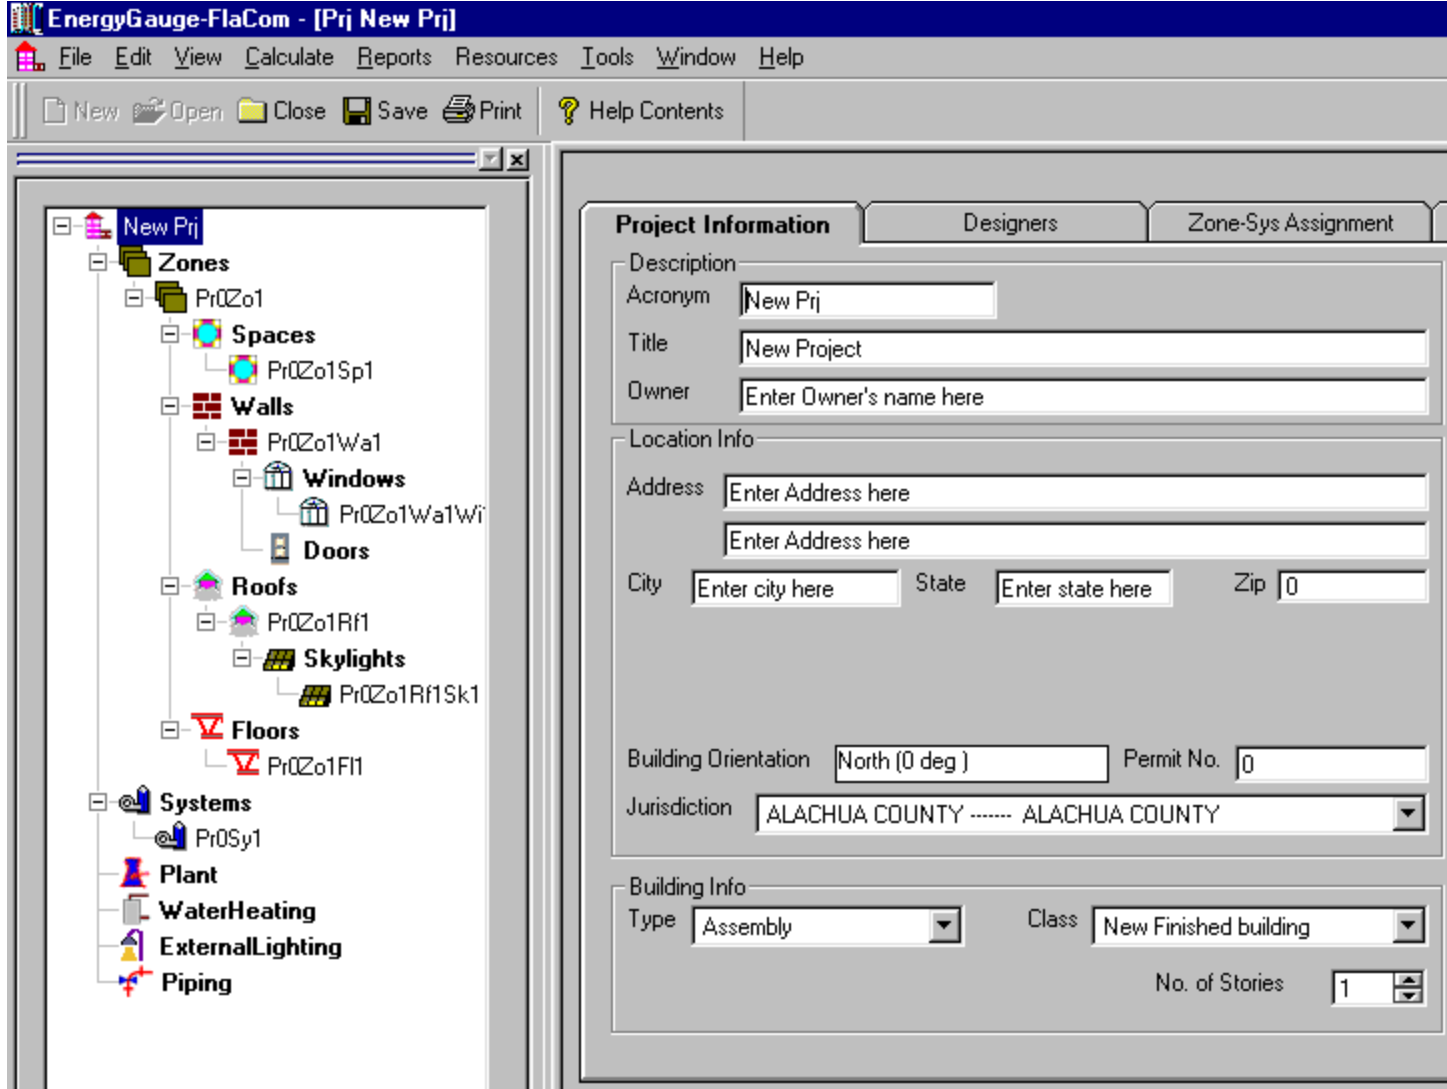 EnergyGauge-FlaCom - [Prj New Prj]
File Edit View Calculate Reports Resources Tools Window Help
New Open Close Save Print Help Contents
New Prj
Zones
Pr0Zo1
Spaces
Pr0Zo1Sp1
Walls
Pr0Zo1Wa1
Windows
Pr0Zo1Wa1Wi
Doors
Roofs
Pr0Zo1Rf1
Skylights
Pr0Zo1Rf1Sk1
Floors
Pr0Zo1Fl1
Systems
Pr0Sy1
Plant
WaterHeating
ExternalLighting
Piping
Project Information Designers Zone-Sys Assignment
Description
Acronym New Prj
Title New Project
Owner Enter Owner's name here
Location Info
Address Enter Address here
Enter Address here
City Enter city here State Enter state here Zip 0
Building Orientation North (0 deg ) Permit No. 0
Jurisdiction ALACHUA COUNTY ------- ALACHUA COUNTY
Building Info
Type Assembly Class New Finished building
No. of Stories 1